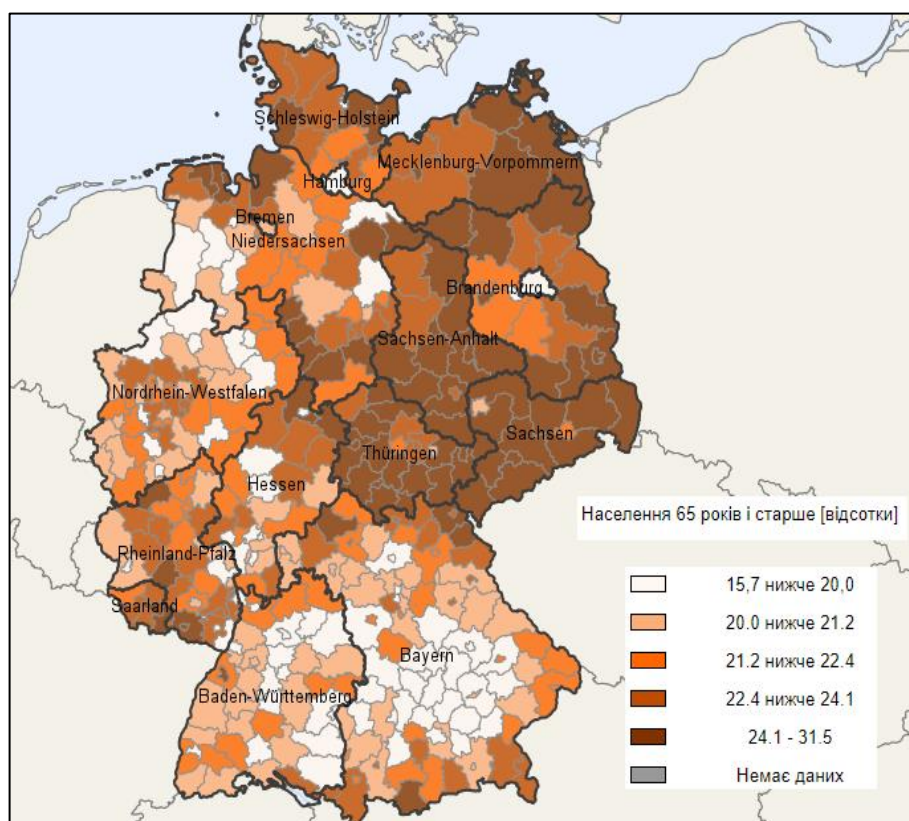 Schleswig-Holstein
Mecklenburg-Vorpommern
Hamburg
Bremen
Niedersachsen
Brandenburg
Sachsen-Anhalt
Nordrhein-Westfalen
Sachsen
Thüringen
Hessen
Населення 65 років і старше [відсотки]
Rheinland-Pfalz
Saarland
15,7 нижче 20,0
20.0 нижче 21.2
21.2 нижче 22.4
22.4 нижче 24.1
24.1 - 31.5
Немає даних
Bayern
Baden-Württemberg